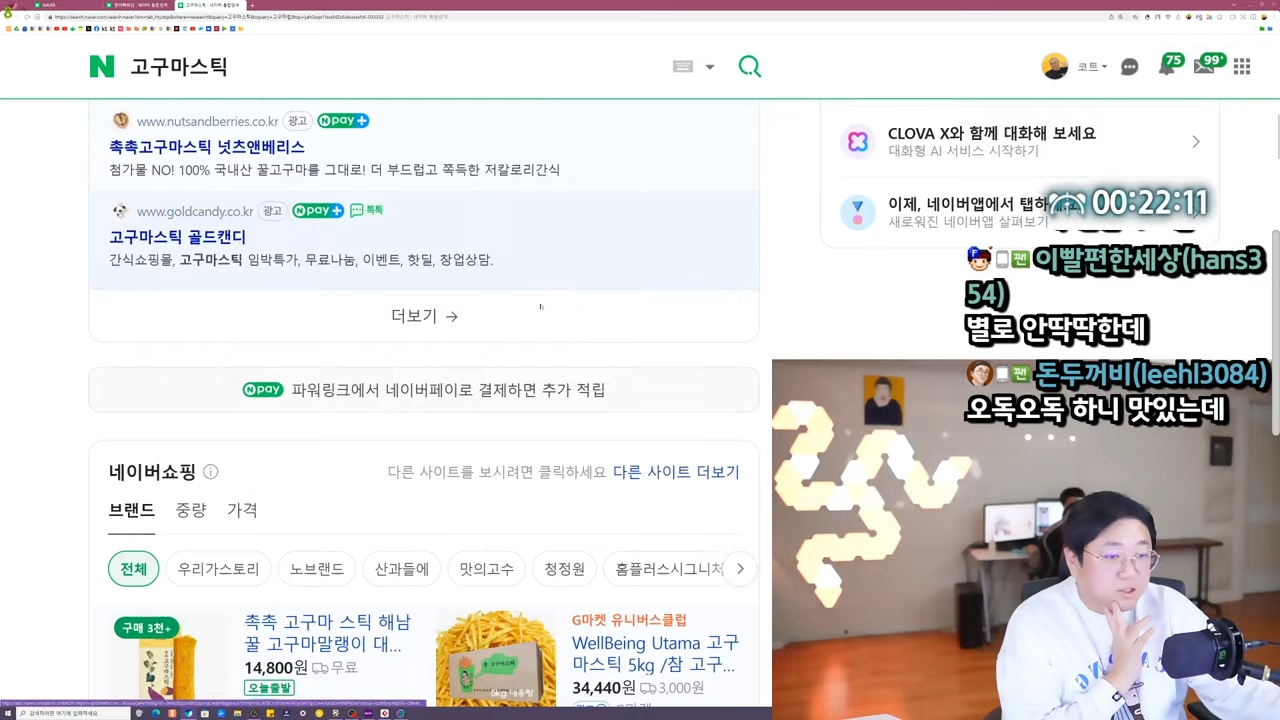 고구마스틱
코트
75
99+
www.nutsandberries.co.kr 광고 N pay+
촉촉고구마스틱 넛츠앤베리스
첨가물 NO! 100% 국내산 꿀고구마를 그대로! 더 부드럽고 쪽득한 저칼로리간식
www.goldcandy.co.kr 광고 N pay+ 톡톡
고구마스틱 골드캔디
간식쇼핑몰, 고구마스틱 임박특가, 무료나눔, 이벤트, 핫딜, 창업상담.
더보기 →
N pay 파워링크에서 네이버페이로 결제하면 추가 적립
네이버쇼핑
다른 사이트를 보시려면 클릭하세요 다른 사이트 더보기
브랜드 중량 가격
전체 우리가스토리 노브랜드 산과들에 맛의고수 청정원 홈플러스시그니처
구매 3천+
촉촉 고구마 스틱 해남
꿀 고구마말랭이 대...
14,800원 무료
오늘출발
G마켓 유니버스클럽
WellBeing Utama 고구
마스틱 5kg /참 고구...
34,440원 3,000원
고구마스틱
5kg 대용량
CLOVA X와 함께 대화해 보세요
대화형 AI 서비스 시작하기
이제, 네이버앱에서 탭하
새로워진 네이버앱 살펴보기
00:22:11
이빨편한세상(hans3
54)
별로 안딱딱한데
돈두꺼비(leehl3084)
오독오독 하니 맛있는데